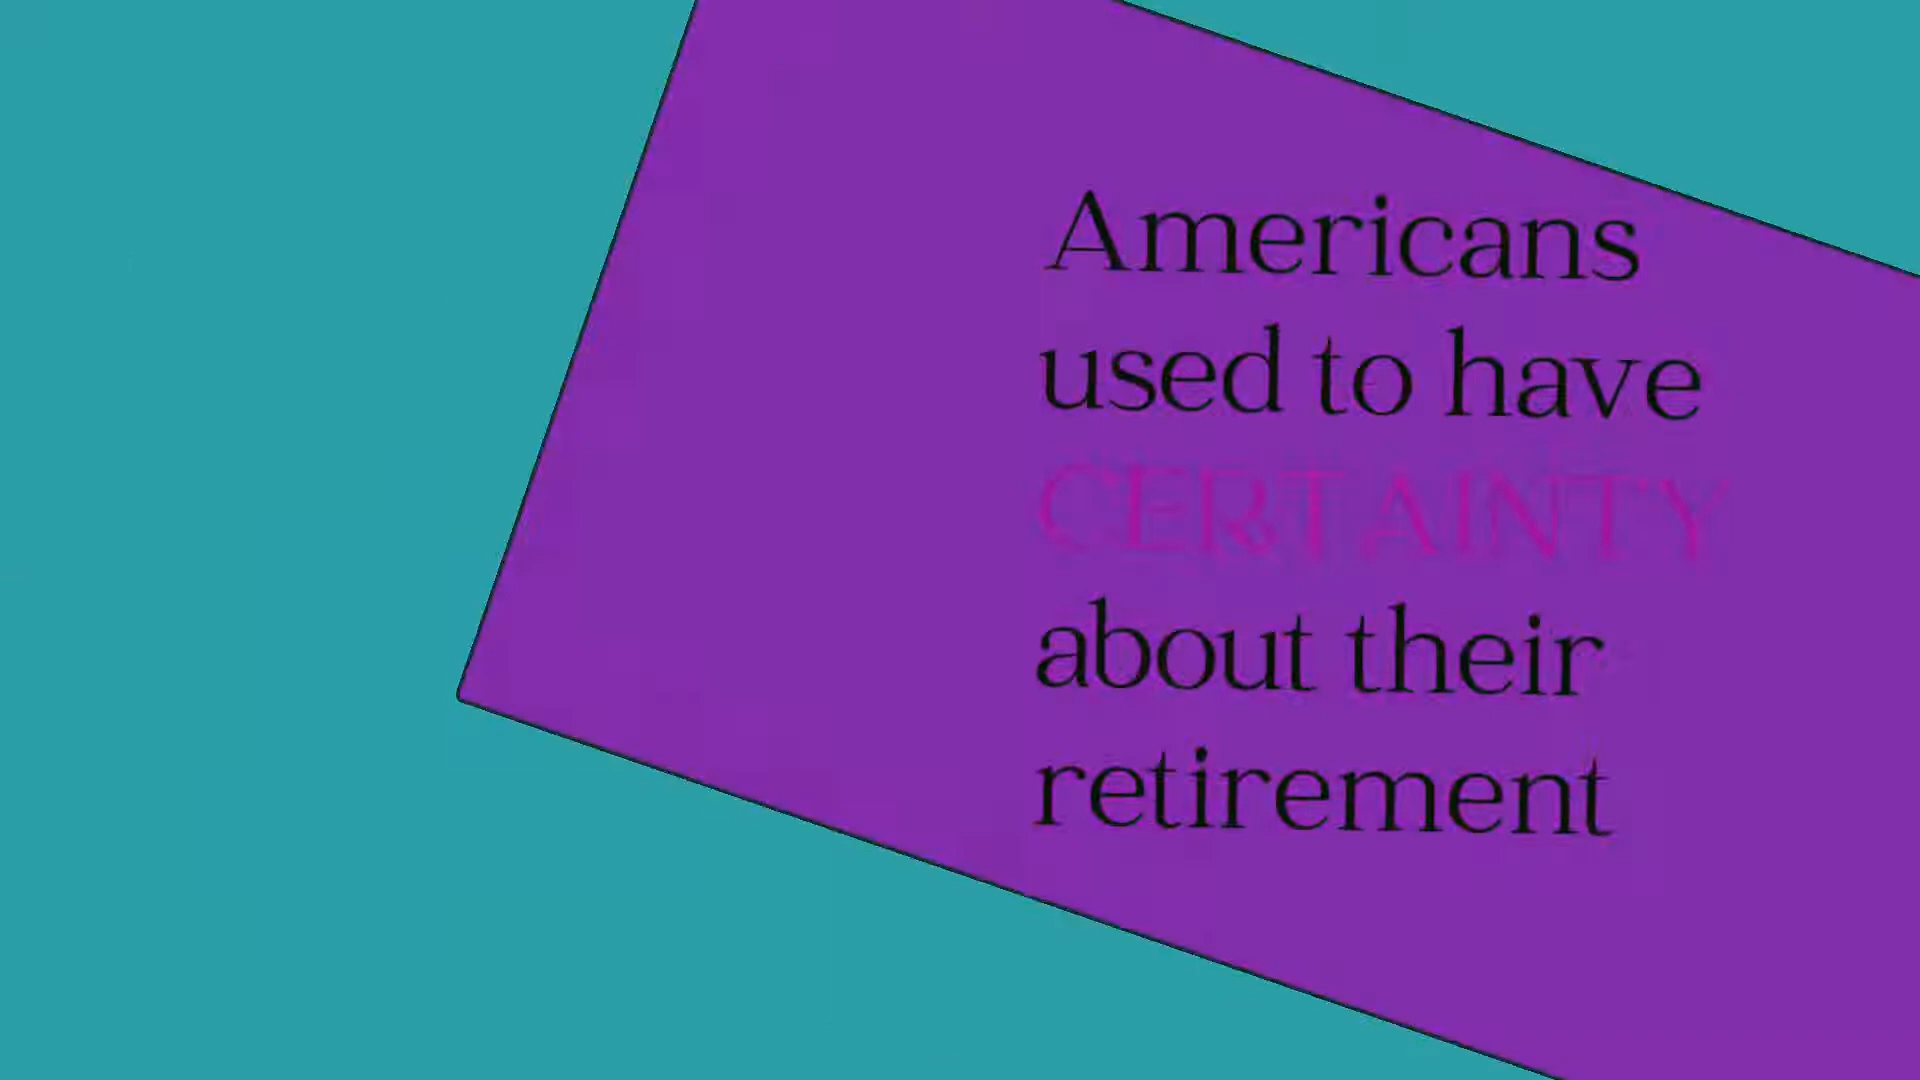 Americans
used to have
CERTAINTY
about their
retirement